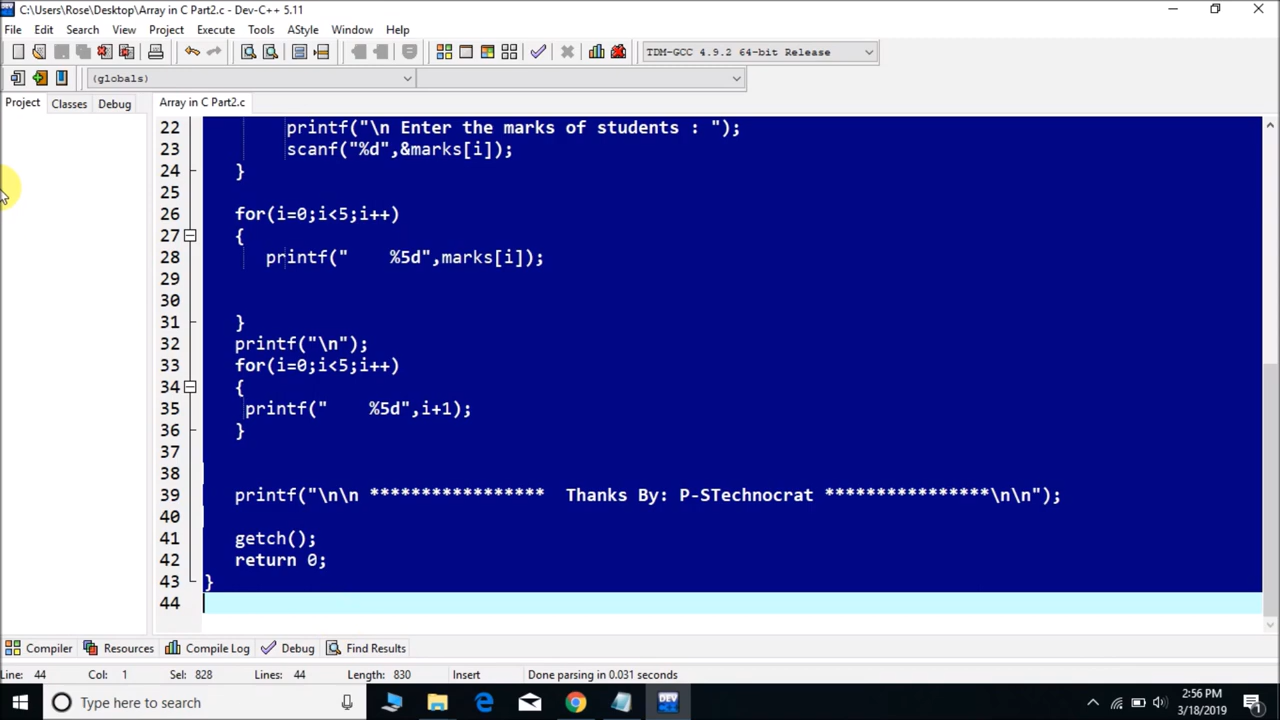 C:\Users\Rose\Desktop\Array in C Part2.c - Dev-C++ 5.11
File Edit Search View Project Execute Tools AStyle Window Help
TDM-GCC 4.9.2 64-bit Release
(globals)
Project Classes Debug Array in C Part2.c
22 printf("\n Enter the marks of students : ");
23 scanf("%d",&marks[i]);
24 }
25
26 for(i=0;i<5;i++)
27 {
28 printf("    %5d",marks[i]);
29
30
31 }
32 printf("\n");
33 for(i=0;i<5;i++)
34 {
35 printf("    %5d",i+1);
36 }
37
38
39 printf("\n\n *****************  Thanks By: P-STechnocrat ****************\n\n");
40
41 getch();
42 return 0;
43 }
44
Compiler Resources Compile Log Debug Find Results
Line: 44 Col: 1 Sel: 828 Lines: 44 Length: 830 Insert Done parsing in 0.031 seconds
Type here to search
DEV
2:56 PM
3/18/2019
1